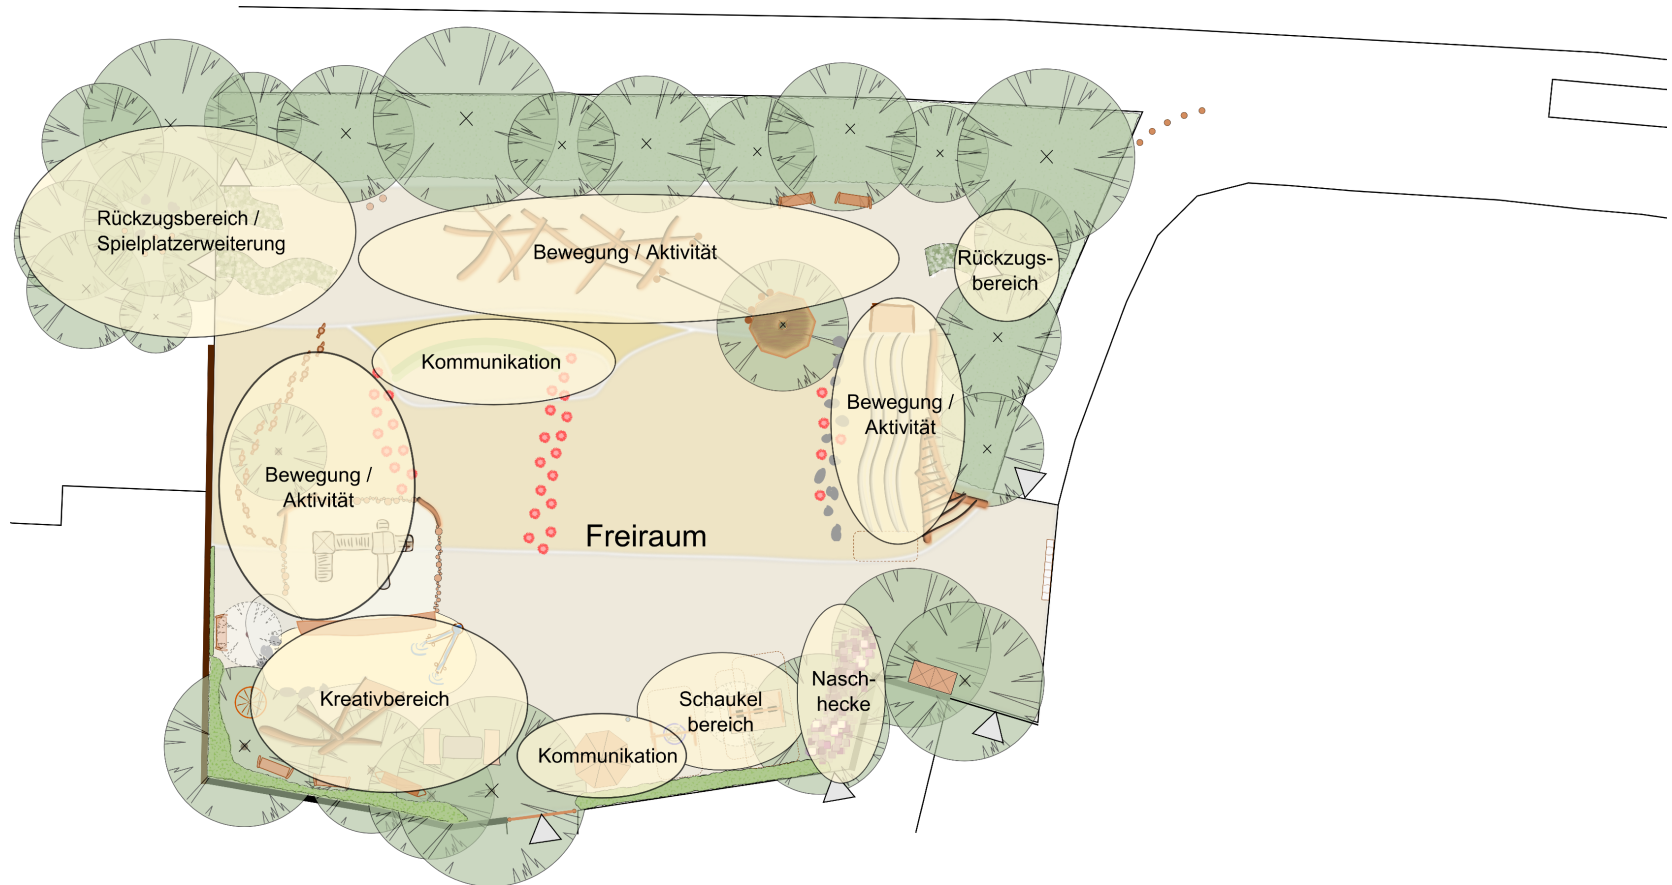 Rückzugsbereich /
Spielplatzerweiterung
Bewegung / Aktivität
Rückzugs-
bereich
Kommunikation
Bewegung /
Aktivität
Bewegung /
Aktivität
Freiraum
Kreativbereich
Schaukel
bereich
Nasch-
hecke
Kommunikation